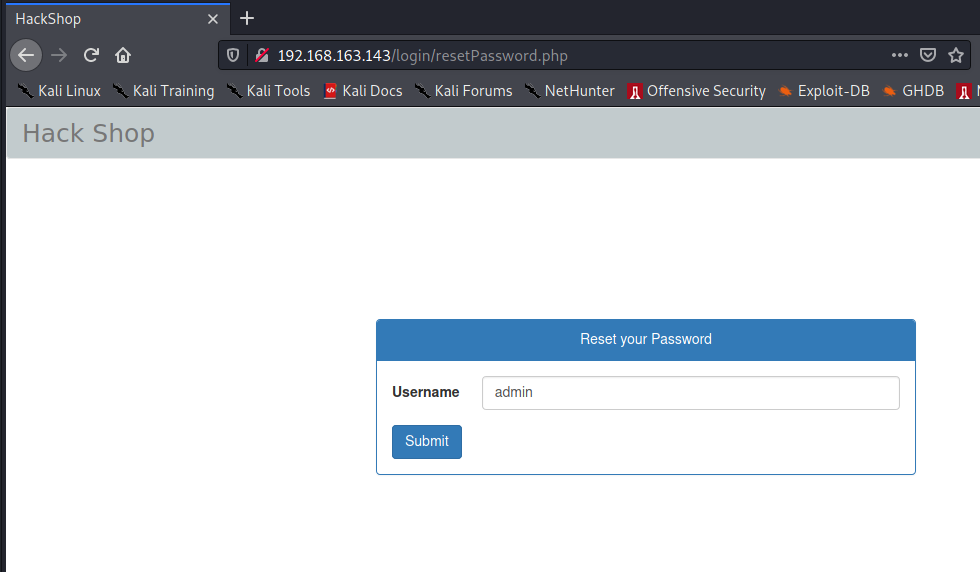 HackShop
192.168.163.143/login/resetPassword.php
Kali Linux Kali Training Kali Tools Kali Docs Kali Forums NetHunter Offensive Security Exploit-DB GHDB
Hack Shop
Reset your Password
Username admin
Submit